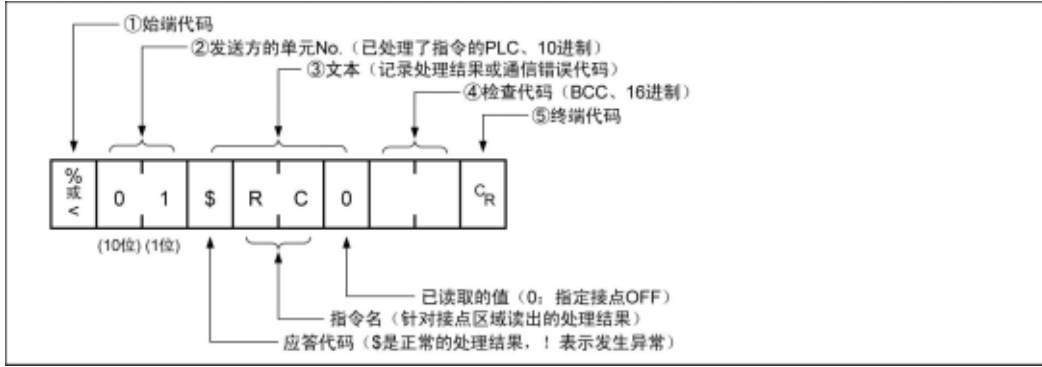 ①始端代码
②发送方的单元No.（已处理了指令的PLC、10进制）
③文本（记录处理结果或通信错误代码）
④检查代码（BCC、16进制）
⑤终端代码
% 或 < 0 1 $ R C 0 CR
(10位) (1位)
已读取的值（0：指定接点OFF）
指令名（针对接点区域读出的处理结果）
应答代码（$是正常的处理结果，！表示发生异常）